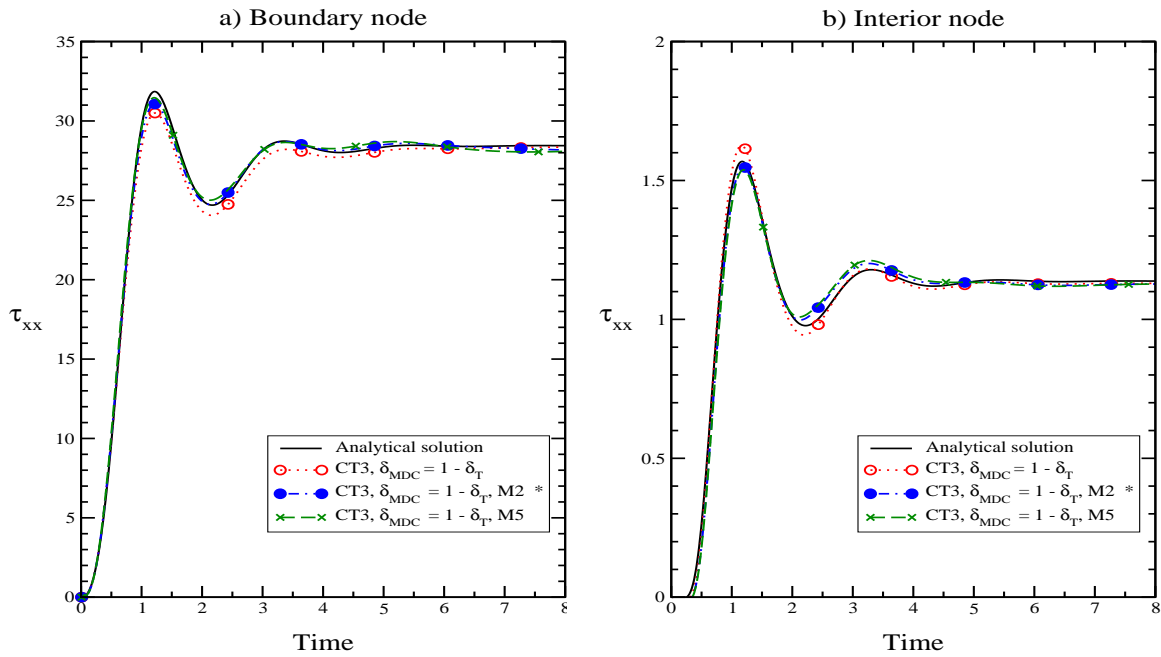 a) Boundary node
35
30
25
20
15
10
5
0
τxx
0 1 2 3 4 5 6 7 8
Time
Analytical solution
CT3, δMDC = 1 - δT
CT3, δMDC = 1 - δT, M2 *
CT3, δMDC = 1 - δT, M5
b) Interior node
2
1.5
1
0.5
0
τxx
0 1 2 3 4 5 6 7 8
Time
Analytical solution
CT3, δMDC = 1 - δT
CT3, δMDC = 1 - δT, M2 *
CT3, δMDC = 1 - δT, M5